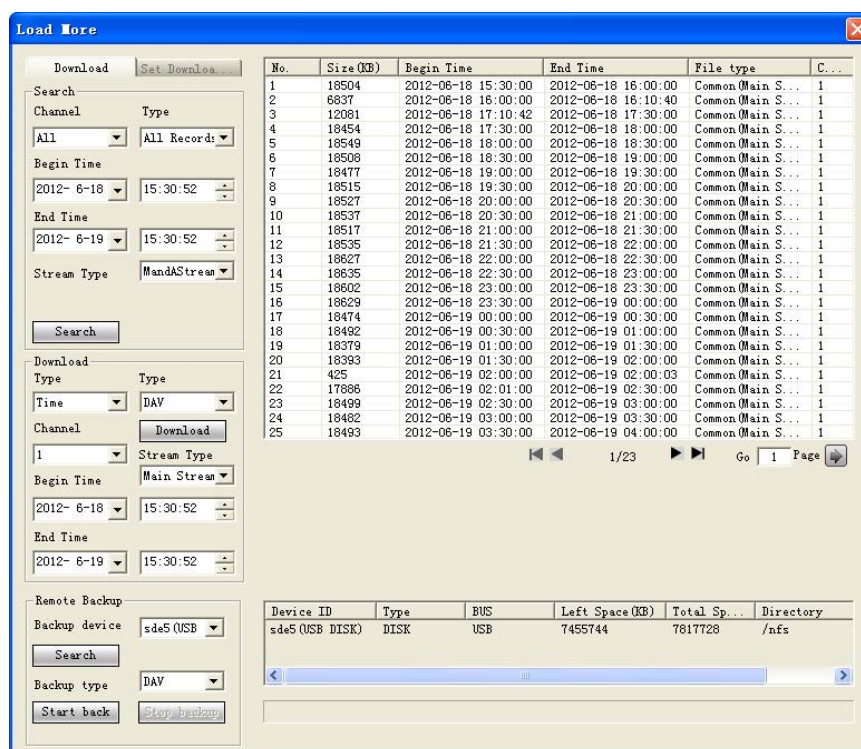 Load More
Download Set Downloa...
Search
Channel Type
All All Records
Begin Time
2012- 6-18 15:30:52
End Time
2012- 6-19 15:30:52
Stream Type MandAStream
Search
Download
Type Type
Time DAV
Channel Download
1 Stream Type
Begin Time Main Stream
2012- 6-18 15:30:52
End Time
2012- 6-19 15:30:52
Remote Backup
Backup device sde5(USB
Search
Backup type DAV
Start back Stop backup
No. Size(KB) Begin Time End Time File type C...
1 18504 2012-06-18 15:30:00 2012-06-18 16:00:00 Common(Main S... 1
2 6837 2012-06-18 16:00:00 2012-06-18 16:10:40 Common(Main S... 1
3 12081 2012-06-18 17:10:42 2012-06-18 17:30:00 Common(Main S... 1
4 18454 2012-06-18 17:30:00 2012-06-18 18:00:00 Common(Main S... 1
5 18549 2012-06-18 18:00:00 2012-06-18 18:30:00 Common(Main S... 1
6 18508 2012-06-18 18:30:00 2012-06-18 19:00:00 Common(Main S... 1
7 18477 2012-06-18 19:00:00 2012-06-18 19:30:00 Common(Main S... 1
8 18515 2012-06-18 19:30:00 2012-06-18 20:00:00 Common(Main S... 1
9 18527 2012-06-18 20:00:00 2012-06-18 20:30:00 Common(Main S... 1
10 18537 2012-06-18 20:30:00 2012-06-18 21:00:00 Common(Main S... 1
11 18517 2012-06-18 21:00:00 2012-06-18 21:30:00 Common(Main S... 1
12 18535 2012-06-18 21:30:00 2012-06-18 22:00:00 Common(Main S... 1
13 18627 2012-06-18 22:00:00 2012-06-18 22:30:00 Common(Main S... 1
14 18635 2012-06-18 22:30:00 2012-06-18 23:00:00 Common(Main S... 1
15 18602 2012-06-18 23:00:00 2012-06-18 23:30:00 Common(Main S... 1
16 18629 2012-06-18 23:30:00 2012-06-19 00:00:00 Common(Main S... 1
17 18474 2012-06-19 00:00:00 2012-06-19 00:30:00 Common(Main S... 1
18 18492 2012-06-19 00:30:00 2012-06-19 01:00:00 Common(Main S... 1
19 18379 2012-06-19 01:00:00 2012-06-19 01:30:00 Common(Main S... 1
20 18393 2012-06-19 01:30:00 2012-06-19 02:00:00 Common(Main S... 1
21 425 2012-06-19 02:00:00 2012-06-19 02:00:03 Common(Main S... 1
22 17886 2012-06-19 02:01:00 2012-06-19 02:30:00 Common(Main S... 1
23 18499 2012-06-19 02:30:00 2012-06-19 03:00:00 Common(Main S... 1
24 18482 2012-06-19 03:00:00 2012-06-19 03:30:00 Common(Main S... 1
25 18493 2012-06-19 03:30:00 2012-06-19 04:00:00 Common(Main S... 1
1/23 Go 1 Page
Device ID Type BUS Left Space(KB) Total Sp... Directory
sde5(USB DISK) DISK USB 7455744 7817728 /nfs